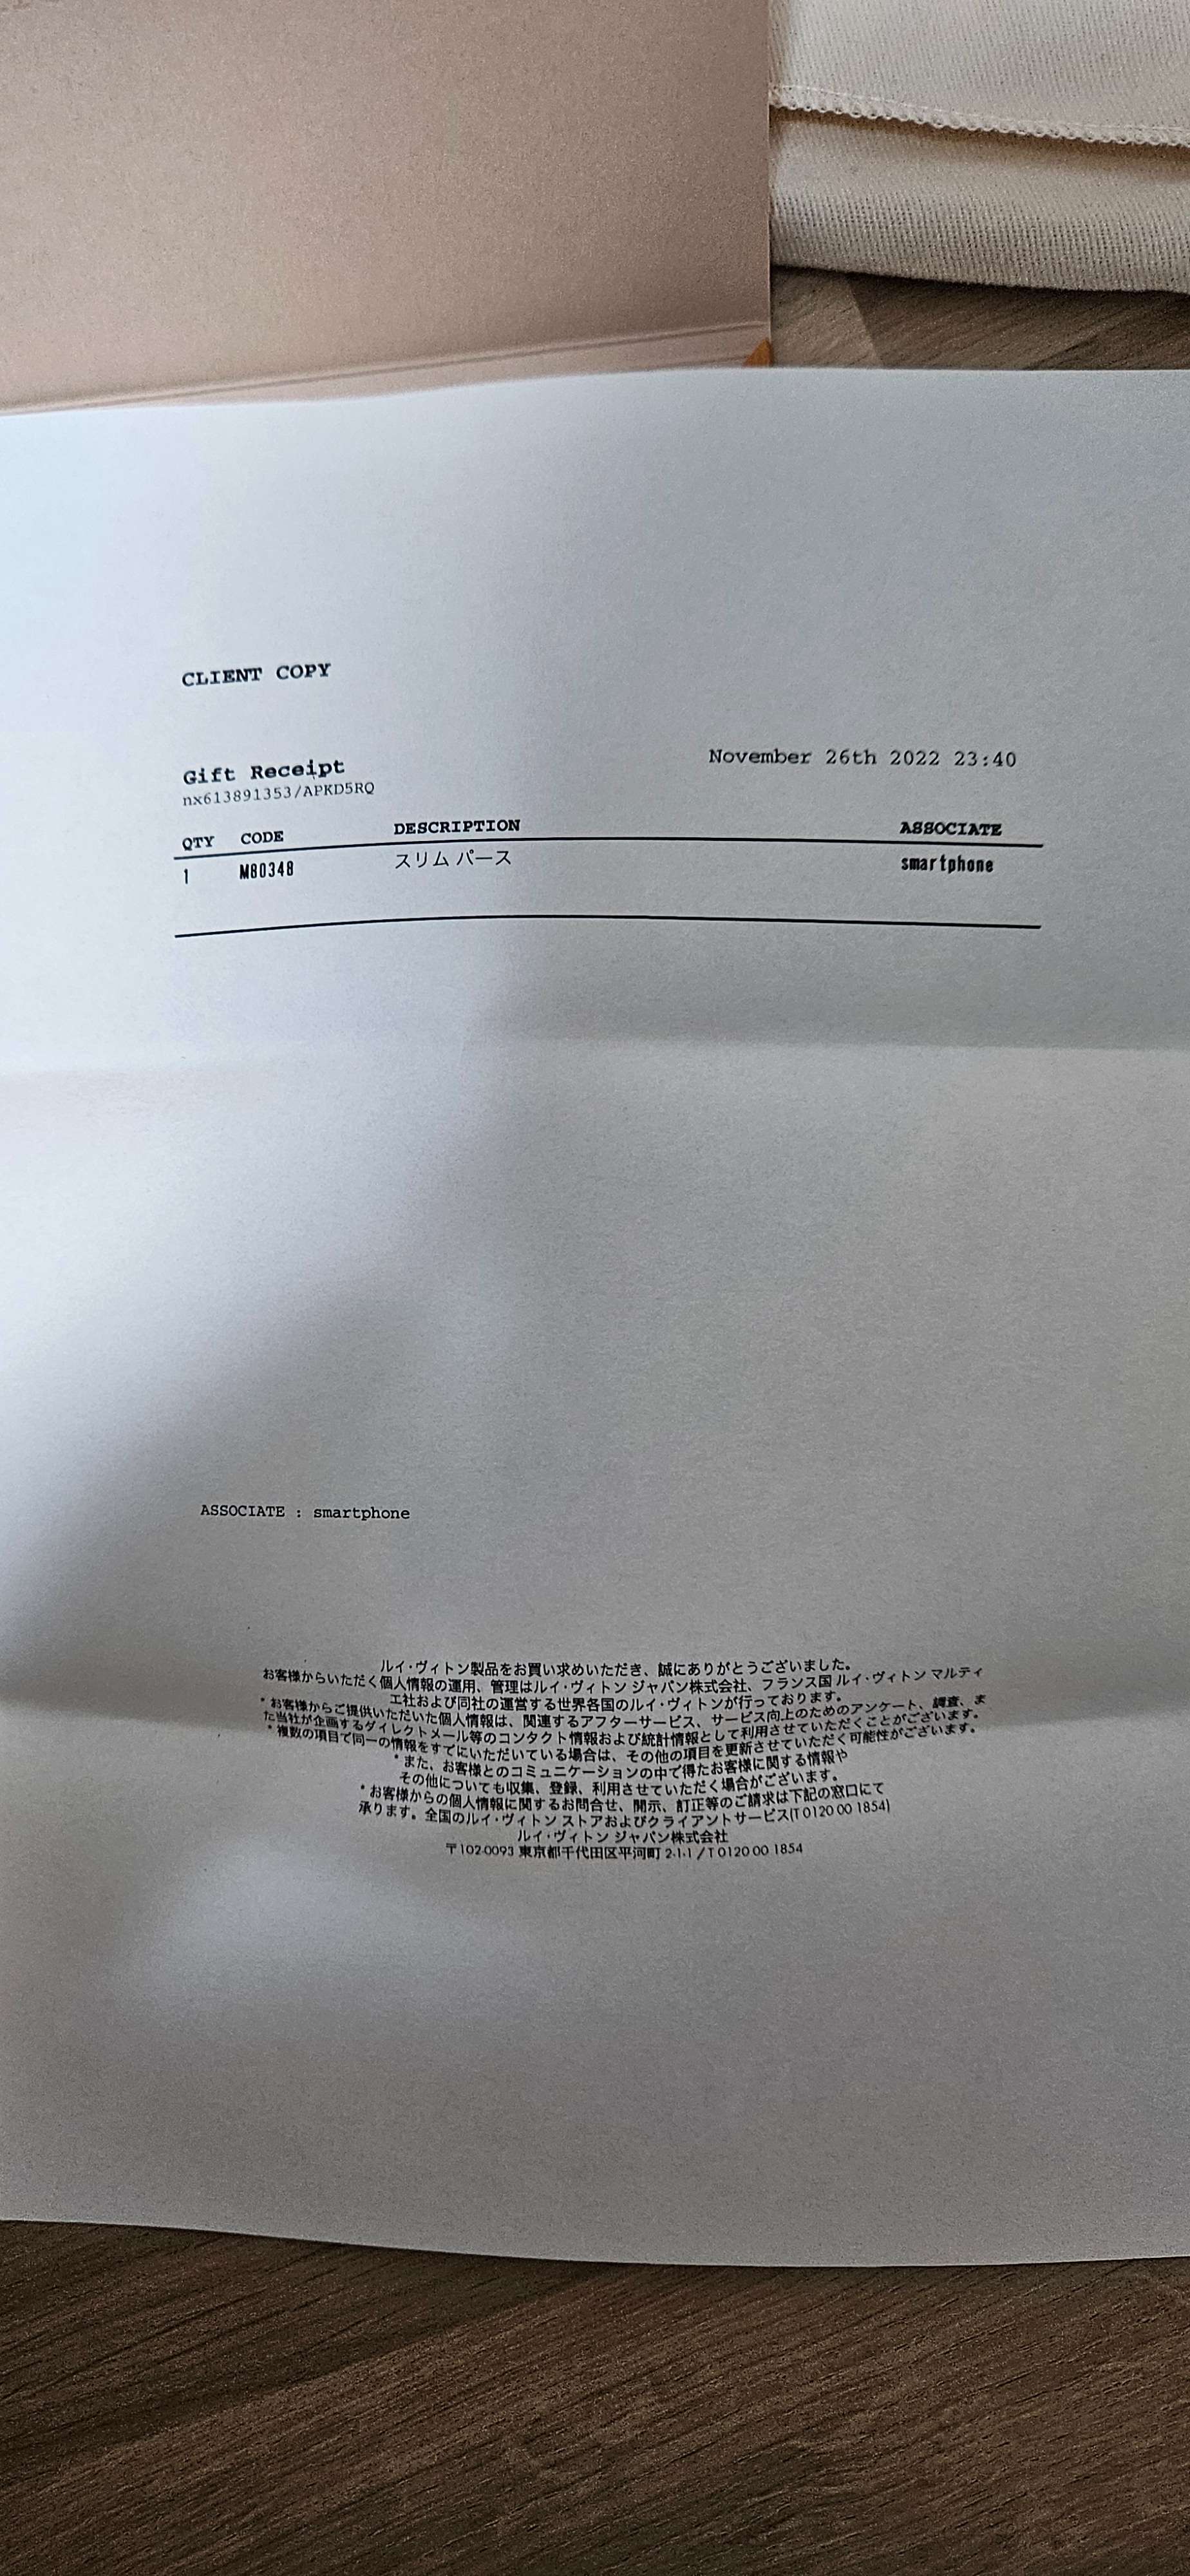 CLIENT COPY
Gift Receipt
November 26th 2022 23:40
nx613891353/APKD5RQ
QTY CODE DESCRIPTION ASSOCIATE
1 M80348 スリム パース smartphone
ASSOCIATE : smartphone
ルイ・ヴィトン製品をお買い求めいただき、誠にありがとうございました。
お客様からいただく個人情報の運用、管理はルイ・ヴィトン ジャパン株式会社、フランス国 ルイ・ヴィトン マルティ
エ社および同社の運営する世界各国のルイ・ヴィトンが行っております。
* お客様からご提供いただいた個人情報は、関連するアフターサービス、サービス向上のためのアンケート、調査、ま
た当社が企画するダイレクトメール等のコンタクト情報および統計情報として利用させていただくことがございます。
* 複数の項目で同一の情報をすでにいただいている場合は、その他の項目を更新させていただく可能性がございます。
* また、お客様とのコミュニケーションの中で得たお客様に関する情報や
その他についても収集、登録、利用させていただく場合がございます。
* お客様からの個人情報に関するお問合せ、開示、訂正等のご請求は下記の窓口にて
承ります。全国のルイ・ヴィトン ストアおよびクライアントサービス(T 0120 00 1854)
ルイ・ヴィトン ジャパン株式会社
〒102-0093 東京都千代田区平河町 2-1-1 / T 0120 00 1854